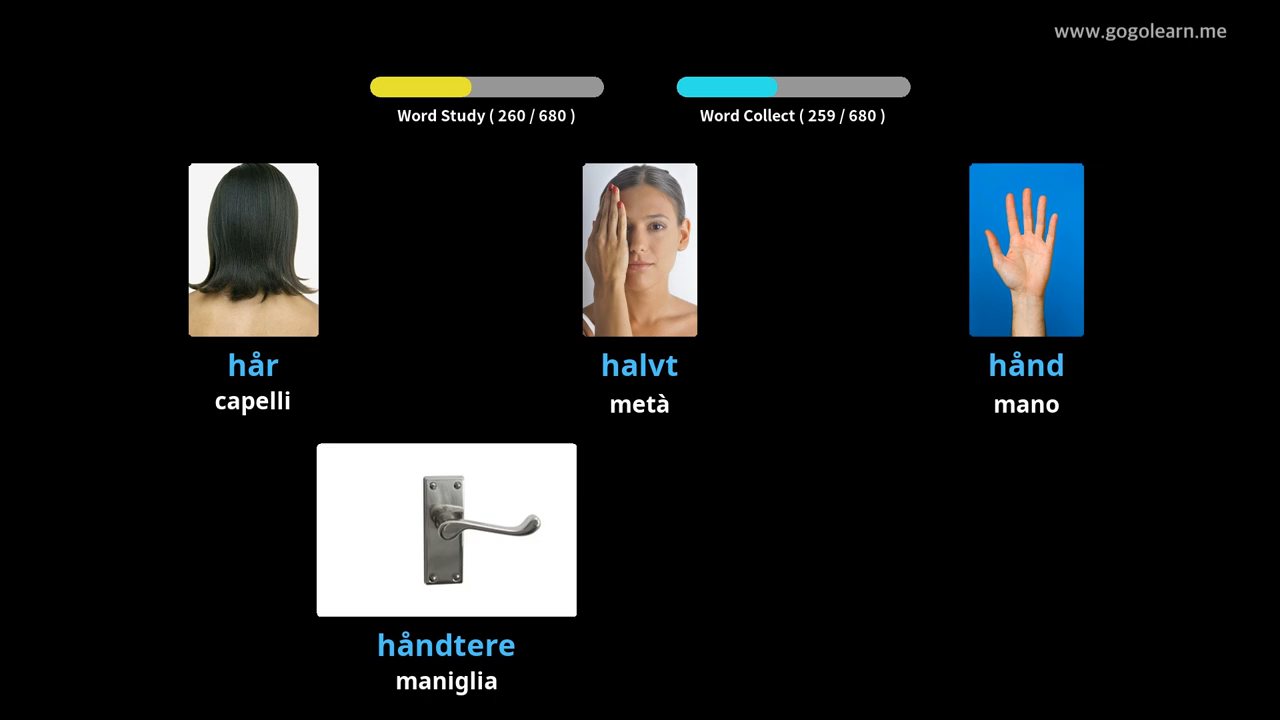 www.gogolearn.me
Word Study ( 260 / 680 )
Word Collect ( 259 / 680 )
hår
capelli
halvt
metà
hånd
mano
håndtere
maniglia